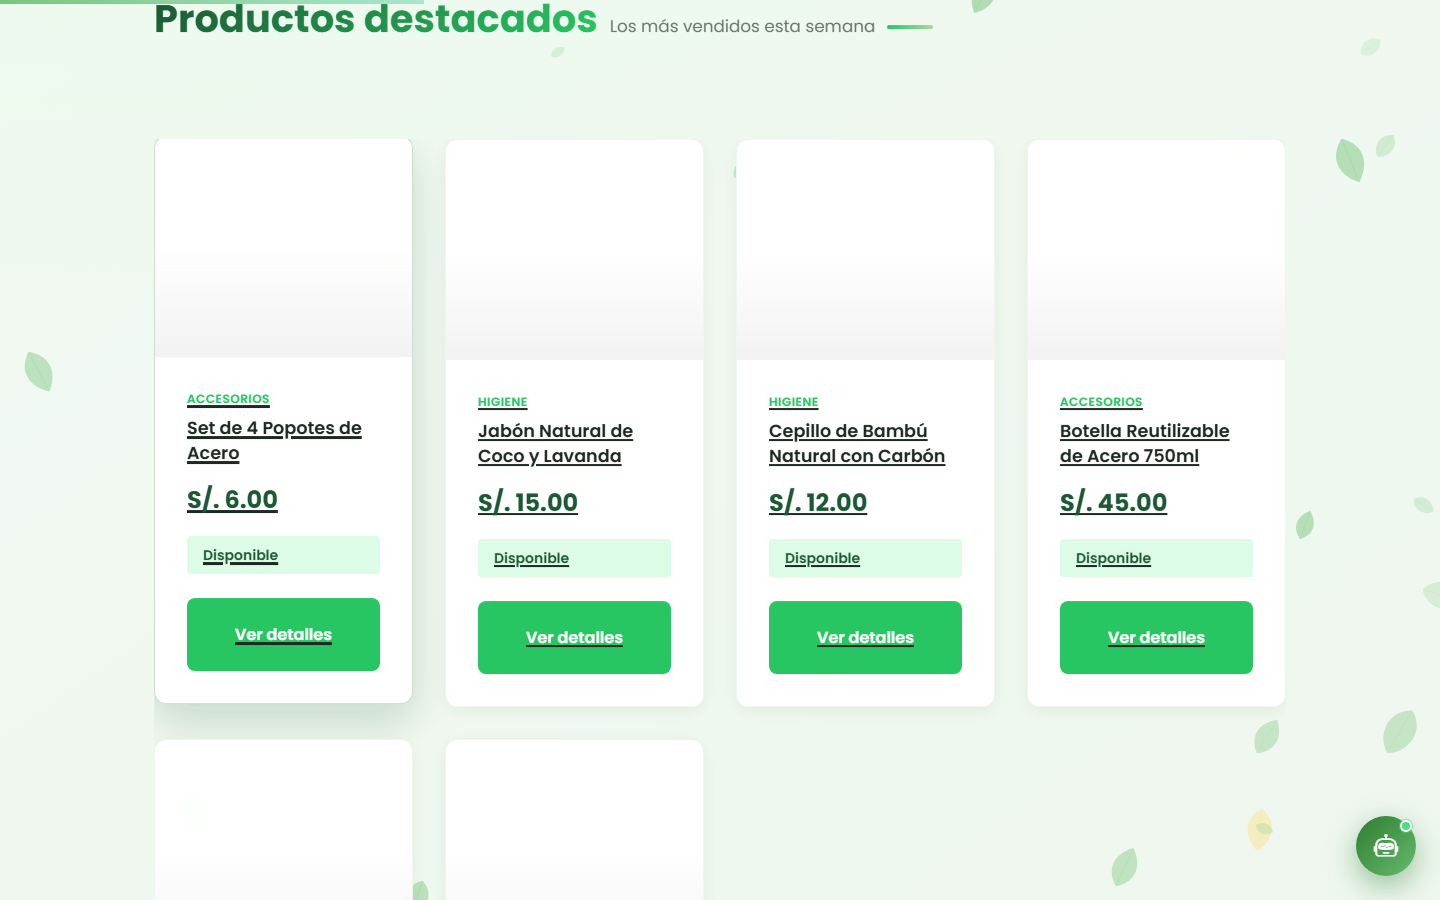 Productos destacados Los más vendidos esta semana
ACCESORIOS
Set de 4 Popotes de
Acero
S/. 6.00
Disponible
Ver detalles
HIGIENE
Jabón Natural de
Coco y Lavanda
S/. 15.00
Disponible
Ver detalles
HIGIENE
Cepillo de Bambú
Natural con Carbón
S/. 12.00
Disponible
Ver detalles
ACCESORIOS
Botella Reutilizable
de Acero 750ml
S/. 45.00
Disponible
Ver detalles